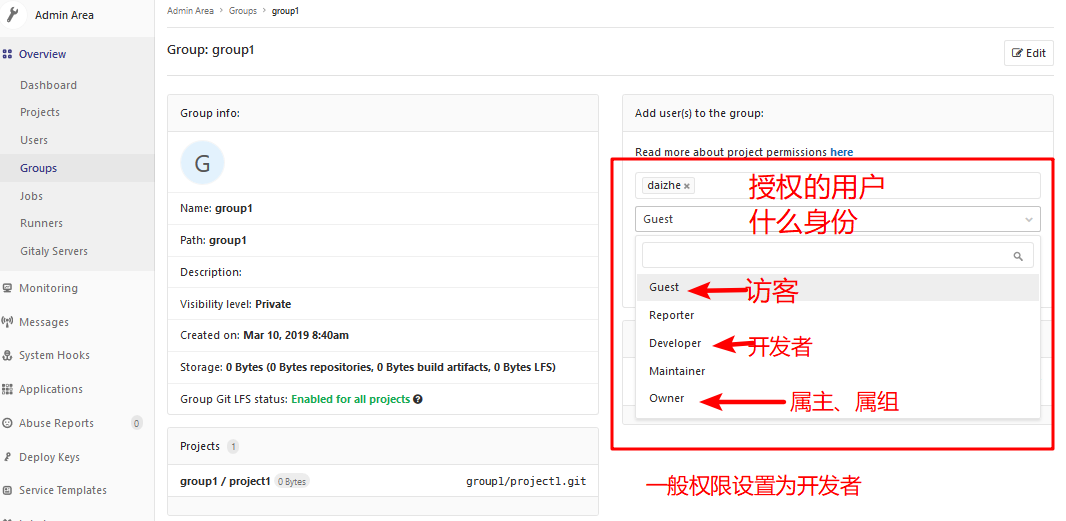 Admin Area
Overview
Dashboard
Projects
Users
Groups
Jobs
Runners
Gitaly Servers
Monitoring
Messages
System Hooks
Applications
Abuse Reports 0
Deploy Keys
Service Templates
Admin Area > Groups > group1
Group: group1
Edit
Group info:
G
Name: group1
Path: group1
Description:
Visibility level: Private
Created on: Mar 10, 2019 8:40am
Storage: 0 Bytes (0 Bytes repositories, 0 Bytes build artifacts, 0 Bytes LFS)
Group Git LFS status: Enabled for all projects
Projects 1
group1 / project1 0 Bytes group1/project1.git
Add user(s) to the group:
Read more about project permissions here
daizhe × 授权的用户
Guest 什么身份
Guest 访客
Reporter
Developer 开发者
Maintainer
Owner 属主、属组
一般权限设置为开发者